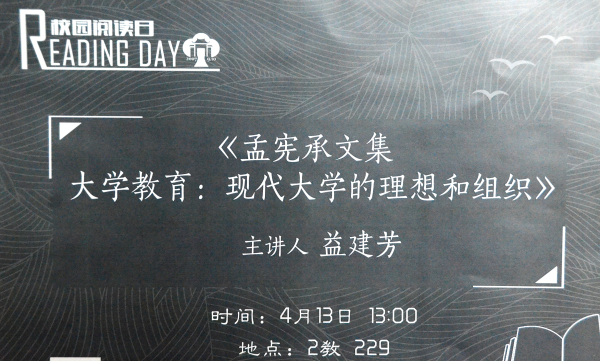 校园阅读日
READING DAY
《孟宪承文集
大学教育：现代大学的理想和组织》
主讲人 益建芳
时间：4月13日 13:00
地点：2教 229